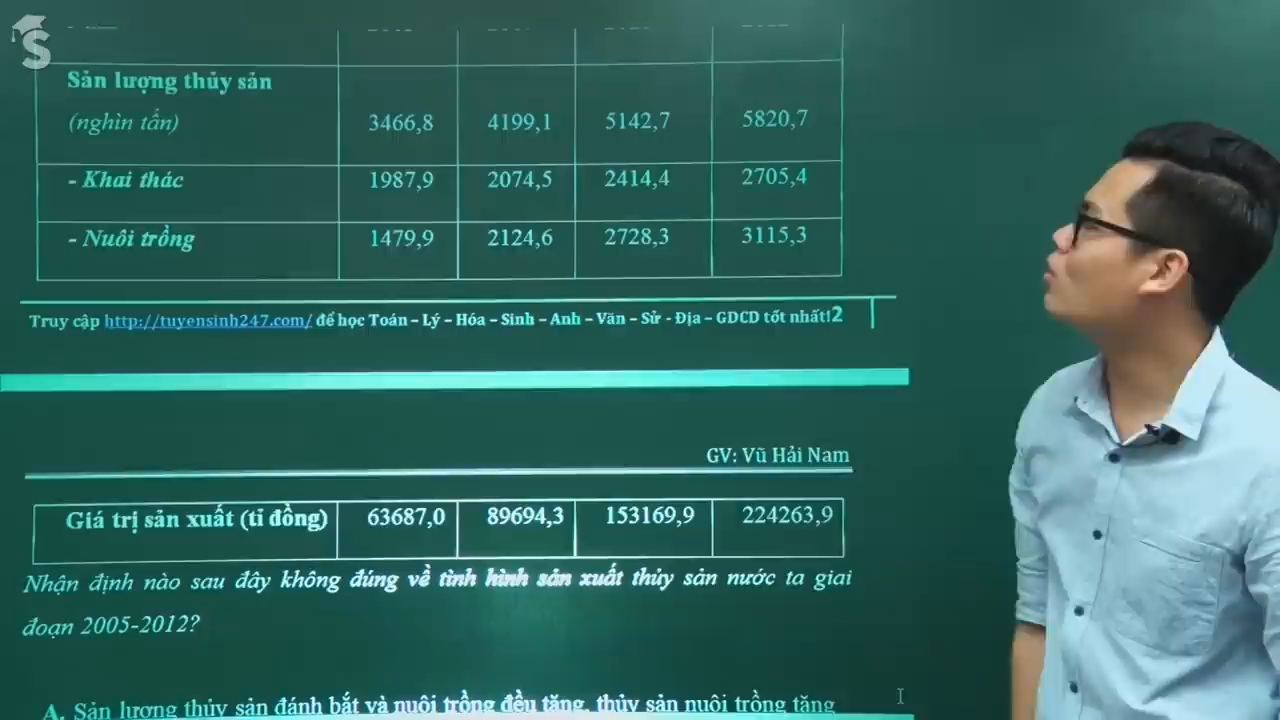 S
Sản lượng thủy sản
(nghìn tấn) 3466,8 4199,1 5142,7 5820,7
- Khai thác 1987,9 2074,5 2414,4 2705,4
- Nuôi trồng 1479,9 2124,6 2728,3 3115,3
Truy cập http://tuyensinh247.com/ để học Toán – Lý – Hóa – Sinh – Anh – Văn – Sử - Địa – GDCD tốt nhất!2
GV: Vũ Hải Nam
Giá trị sản xuất (tỉ đồng) 63687,0 89694,3 153169,9 224263,9
Nhận định nào sau đây không đúng về tình hình sản xuất thủy sản nước ta giai
đoạn 2005-2012?
A. Sản lượng thủy sản đánh bắt và nuôi trồng đều tăng, thủy sản nuôi trồng tăng